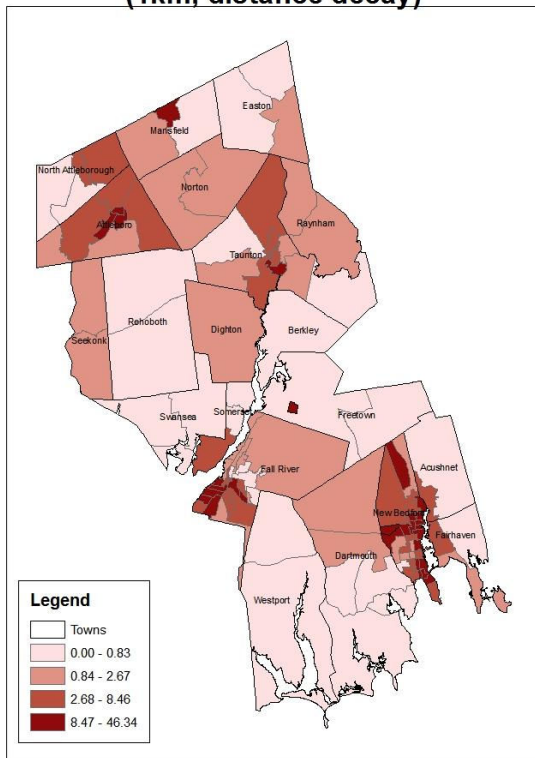 (1km, distance decay)
Easton
Mansfield
North Attleborough
Norton
Attleboro
Raynham
Taunton
Rehoboth
Dighton
Berkley
Seekonk
Swansea
Somerset
Freetown
Acushnet
Fall River
New Bedford
Fairhaven
Dartmouth
Westport
Legend
Towns
0.00 - 0.83
0.84 - 2.67
2.68 - 8.46
8.47 - 46.34